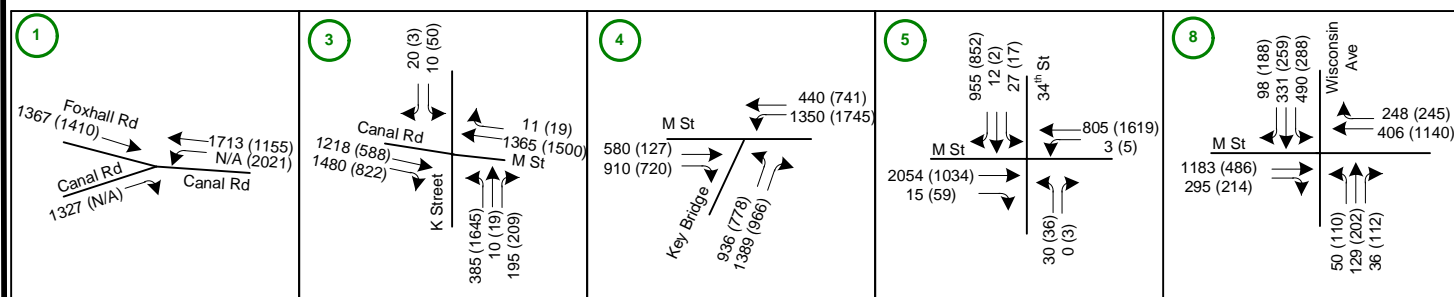 1
Foxhall Rd
1367 (1410)
1713 (1155)
N/A (2021)
Canal Rd
Canal Rd
1327 (N/A)
3
20 (3)
10 (50)
11 (19)
1365 (1500)
Canal Rd
M St
1218 (588)
1480 (822)
K Street
385 (1645)
10 (19)
195 (209)
4
440 (741)
1350 (1745)
M St
580 (127)
910 (720)
Key Bridge
936 (778)
1389 (966)
5
955 (852)
12 (2)
27 (17)
34th St
805 (1619)
3 (5)
M St
2054 (1034)
15 (59)
30 (36)
0 (3)
8
98 (188)
331 (259)
490 (288)
Wisconsin
Ave
248 (245)
406 (1140)
M St
1183 (486)
295 (214)
50 (110)
129 (202)
36 (112)